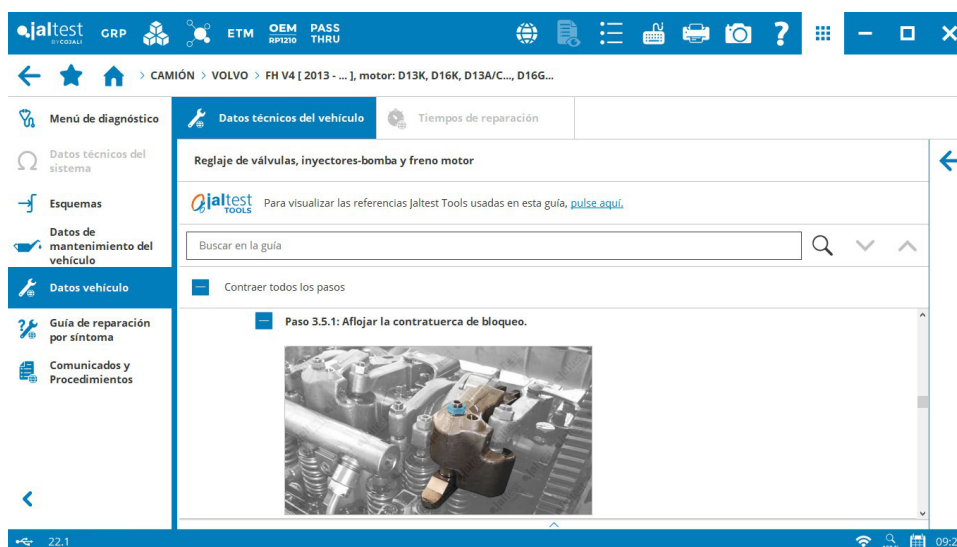 jaltest
BY COJALI
GRP
ETM
OEM
RP1210
PASS
THRU
?
> CAMIÓN > VOLVO > FH V4 [ 2013 - ... ], motor: D13K, D16K, D13A/C..., D16G...
Menú de diagnóstico
Datos técnicos del
sistema
Esquemas
Datos de
mantenimiento del
vehículo
Datos vehículo
Guía de reparación
por síntoma
Comunicados y
Procedimientos
Datos técnicos del vehículo
Tiempos de reparación
Reglaje de válvulas, inyectores-bomba y freno motor
jaltest
TOOLS
Para visualizar las referencias Jaltest Tools usadas en esta guía, pulse aquí.
Buscar en la guía
Contraer todos los pasos
Paso 3.5.1: Aflojar la contratuerca de bloqueo.
22.1
09:2